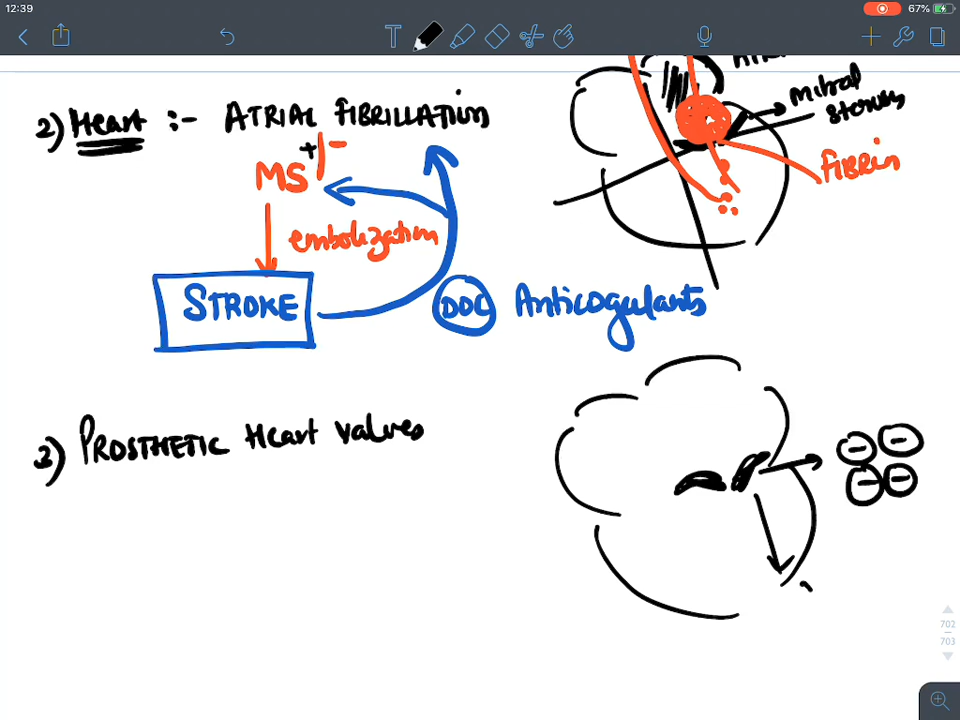 12:39
67%
T
Mitral
stenosis
2) Heart :- ATRIAL FIBRILLATION
+/-
MS
FIBRIN
embolization
STROKE
DOC Anticogulants
3) PROSTHETIC Heart valves
702
703